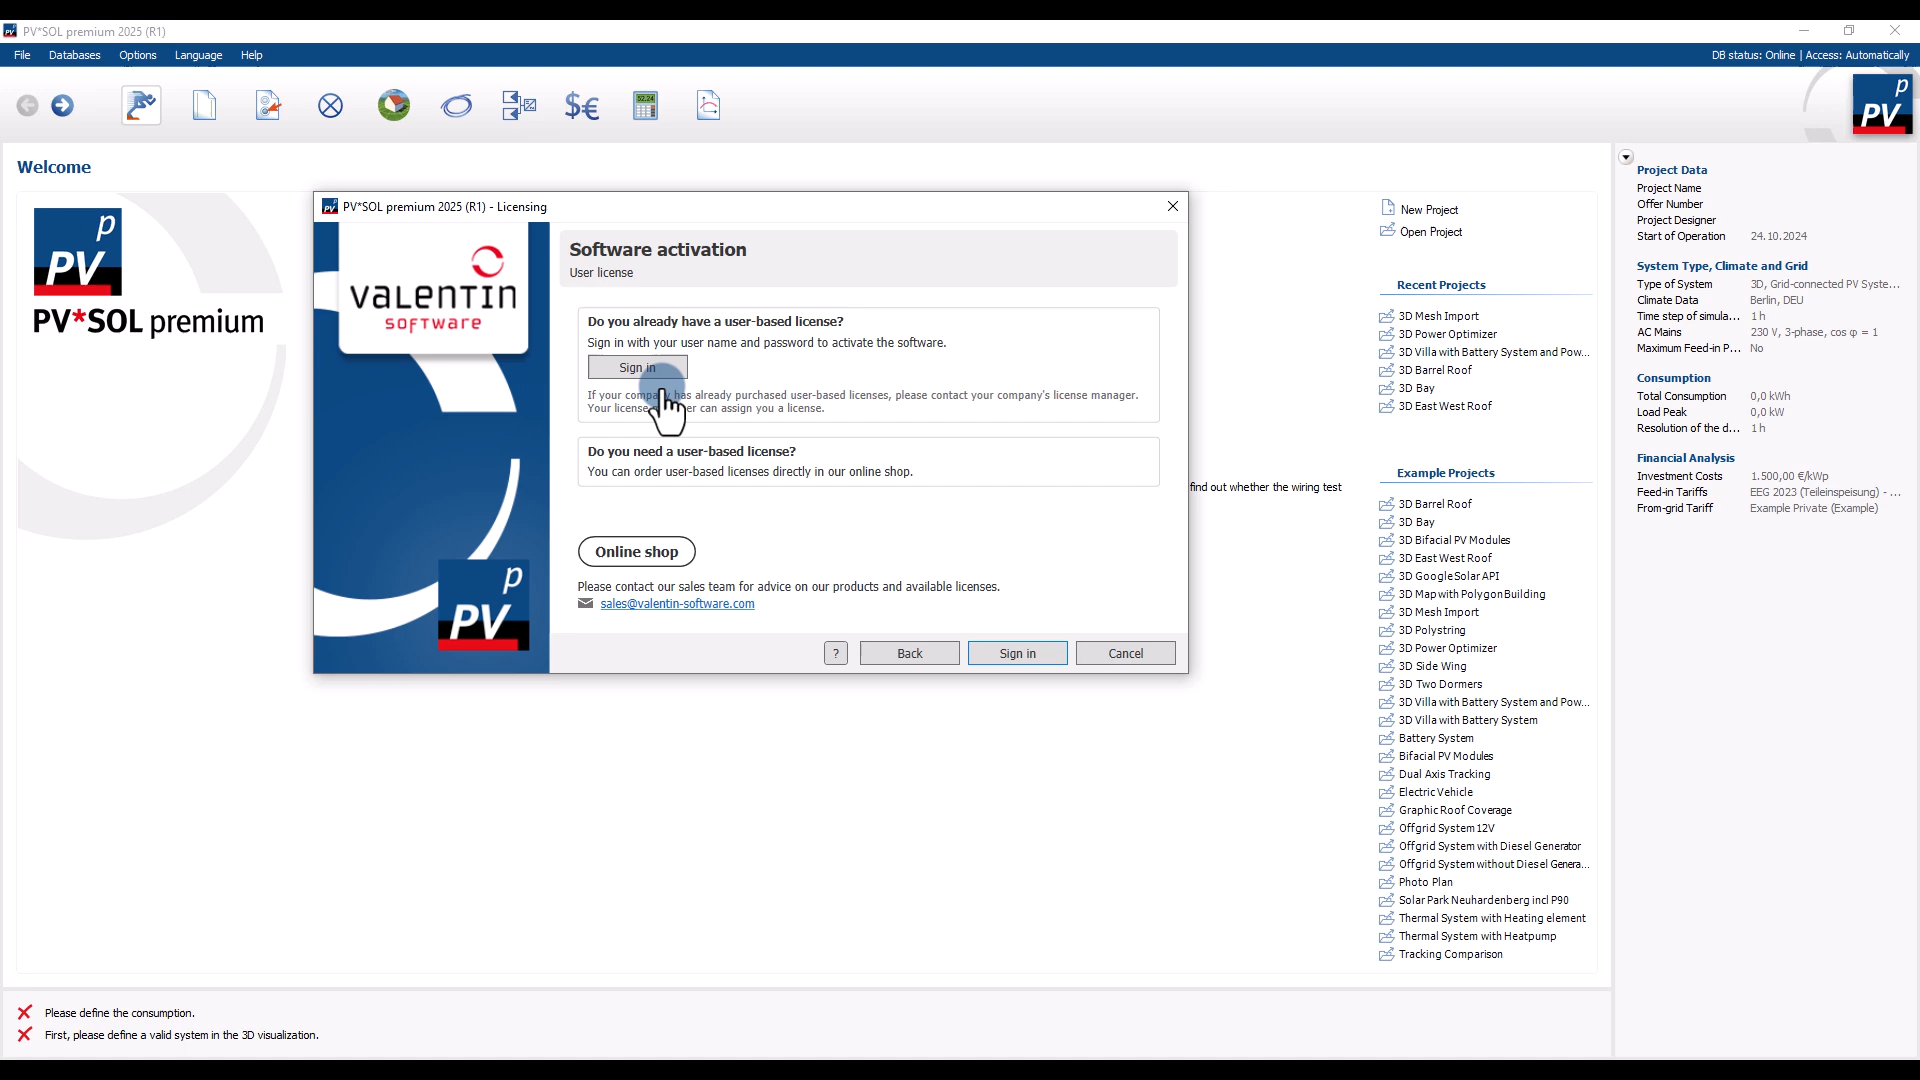 PV*SOL premium 2025 (R1)
File Databases Options Language Help
DB status: Online | Access: Automatically
p
PV
Welcome
p
PV
PV*SOL premium
PV*SOL premium 2025 (R1) - Licensing
VALENTIN
SOFTWARE
p
PV
Software activation
User license
Do you already have a user-based license?
Sign in with your user name and password to activate the software.
Sign in
If your company has already purchased user-based licenses, please contact your company's license manager.
Your license er can assign you a license.
Do you need a user-based license?
You can order user-based licenses directly in our online shop.
Online shop
Please contact our sales team for advice on our products and available licenses.
sales@valentin-software.com
? Back Sign in Cancel
find out whether the wiring test
New Project
Open Project
Recent Projects
3D Mesh Import
3D Power Optimizer
3D Villa with Battery System and Pow...
3D Barrel Roof
3D Bay
3D East West Roof
Example Projects
3D Barrel Roof
3D Bay
3D Bifacial PV Modules
3D East West Roof
3D GoogleSolarAPI
3D Map with PolygonBuilding
3D Mesh Import
3D Polystring
3D Power Optimizer
3D Side Wing
3D Two Dormers
3D Villa with Battery System and Pow...
3D Villa with Battery System
Battery System
Bifacial PV Modules
Dual Axis Tracking
Electric Vehicle
Graphic Roof Coverage
Offgrid System 12V
Offgrid System with Diesel Generator
Offgrid System without Diesel Genera...
Photo Plan
Solar Park Neuhardenberg incl P90
Thermal System with Heating element
Thermal System with Heatpump
Tracking Comparison
Project Data
Project Name
Offer Number
Project Designer
Start of Operation 24.10.2024
System Type, Climate and Grid
Type of System 3D, Grid-connected PV Syste...
Climate Data Berlin, DEU
Time step of simula... 1 h
AC Mains 230 V, 3-phase, cos φ = 1
Maximum Feed-in P... No
Consumption
Total Consumption 0,0 kWh
Load Peak 0,0 kW
Resolution of the d... 1 h
Financial Analysis
Investment Costs 1.500,00 €/kWp
Feed-in Tariffs EEG 2023 (Teileinspeisung) - ...
From-grid Tariff Example Private (Example)
Please define the consumption.
First, please define a valid system in the 3D visualization.